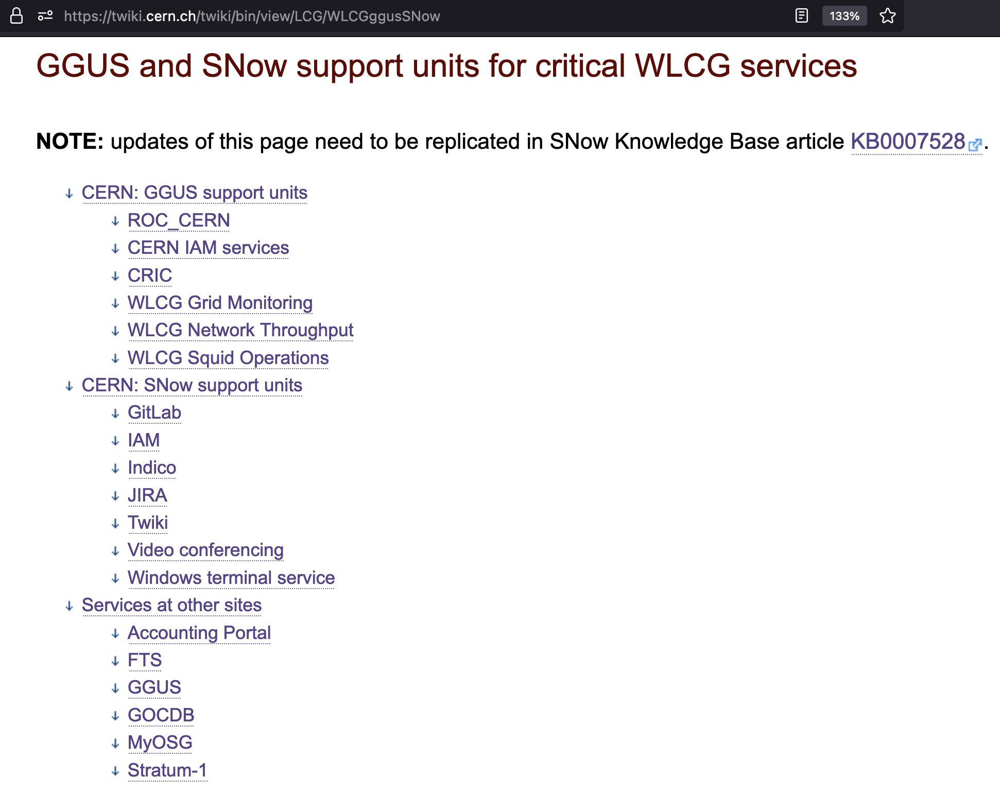 https://twiki.cern.ch/twiki/bin/view/LCG/WLCGggusSNow 133%
GGUS and SNow support units for critical WLCG services
NOTE: updates of this page need to be replicated in SNow Knowledge Base article KB0007528.
↓ CERN: GGUS support units
↓ ROC_CERN
↓ CERN IAM services
↓ CRIC
↓ WLCG Grid Monitoring
↓ WLCG Network Throughput
↓ WLCG Squid Operations
↓ CERN: SNow support units
↓ GitLab
↓ IAM
↓ Indico
↓ JIRA
↓ Twiki
↓ Video conferencing
↓ Windows terminal service
↓ Services at other sites
↓ Accounting Portal
↓ FTS
↓ GGUS
↓ GOCDB
↓ MyOSG
↓ Stratum-1